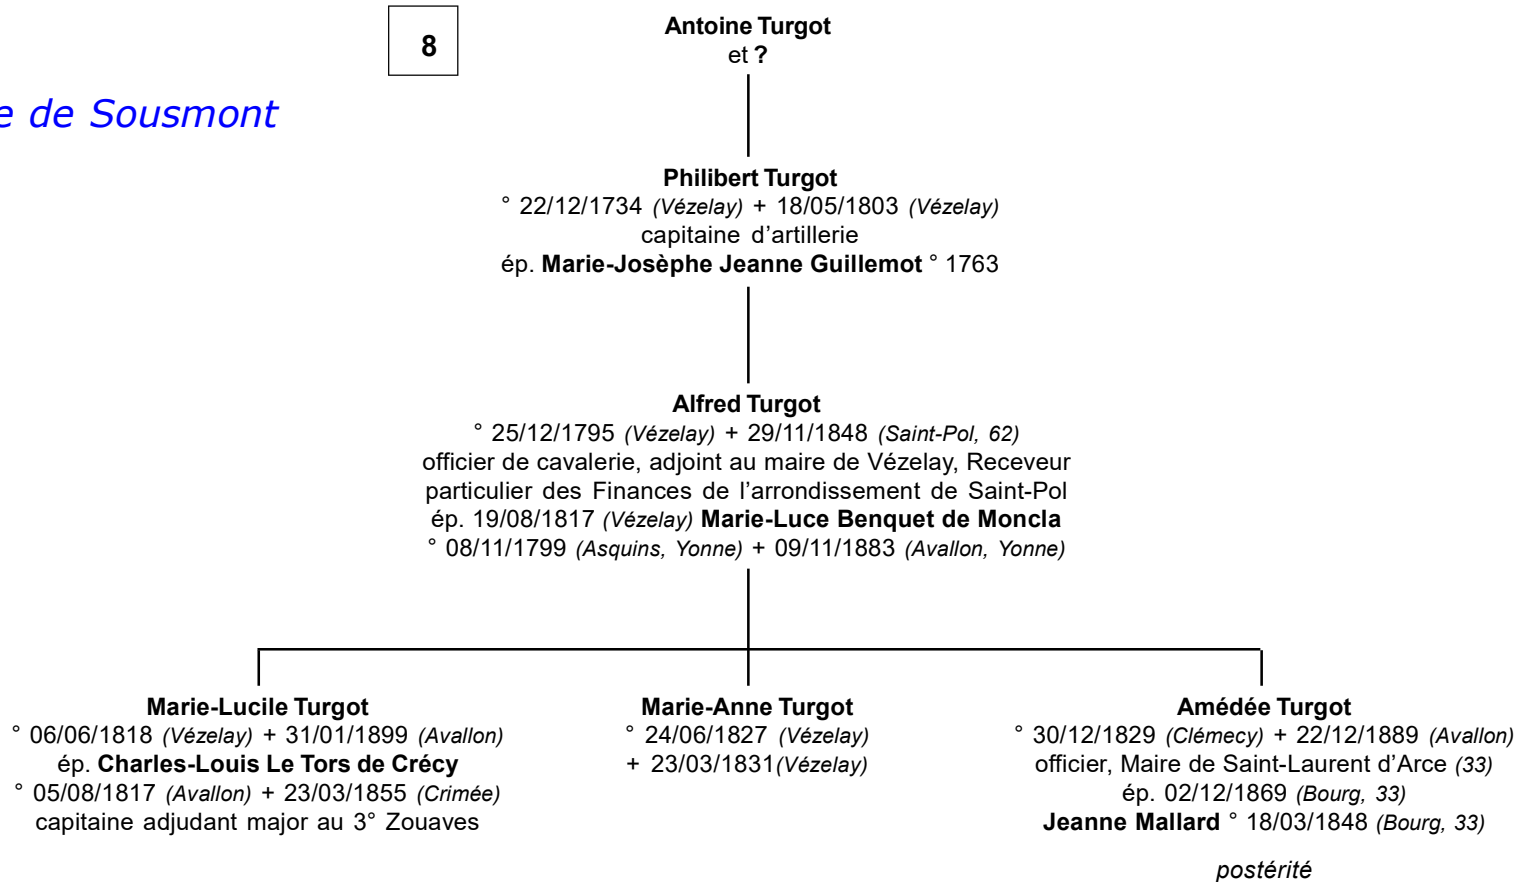 8
e de Sousmont
Antoine Turgot
et ?
Philibert Turgot
° 22/12/1734 (Vézelay) + 18/05/1803 (Vézelay)
capitaine d'artillerie
ép. Marie-Josèphe Jeanne Guillemot ° 1763
Alfred Turgot
° 25/12/1795 (Vézelay) + 29/11/1848 (Saint-Pol, 62)
officier de cavalerie, adjoint au maire de Vézelay, Receveur
particulier des Finances de l'arrondissement de Saint-Pol
ép. 19/08/1817 (Vézelay) Marie-Luce Benquet de Moncla
° 08/11/1799 (Asquins, Yonne) + 09/11/1883 (Avallon, Yonne)
Marie-Lucile Turgot
° 06/06/1818 (Vézelay) + 31/01/1899 (Avallon)
ép. Charles-Louis Le Tors de Crécy
° 05/08/1817 (Avallon) + 23/03/1855 (Crimée)
capitaine adjudant major au 3° Zouaves
Marie-Anne Turgot
° 24/06/1827 (Vézelay)
+ 23/03/1831(Vézelay)
Amédée Turgot
° 30/12/1829 (Clémecy) + 22/12/1889 (Avallon)
officier, Maire de Saint-Laurent d'Arce (33)
ép. 02/12/1869 (Bourg, 33)
Jeanne Mallard ° 18/03/1848 (Bourg, 33)
postérité